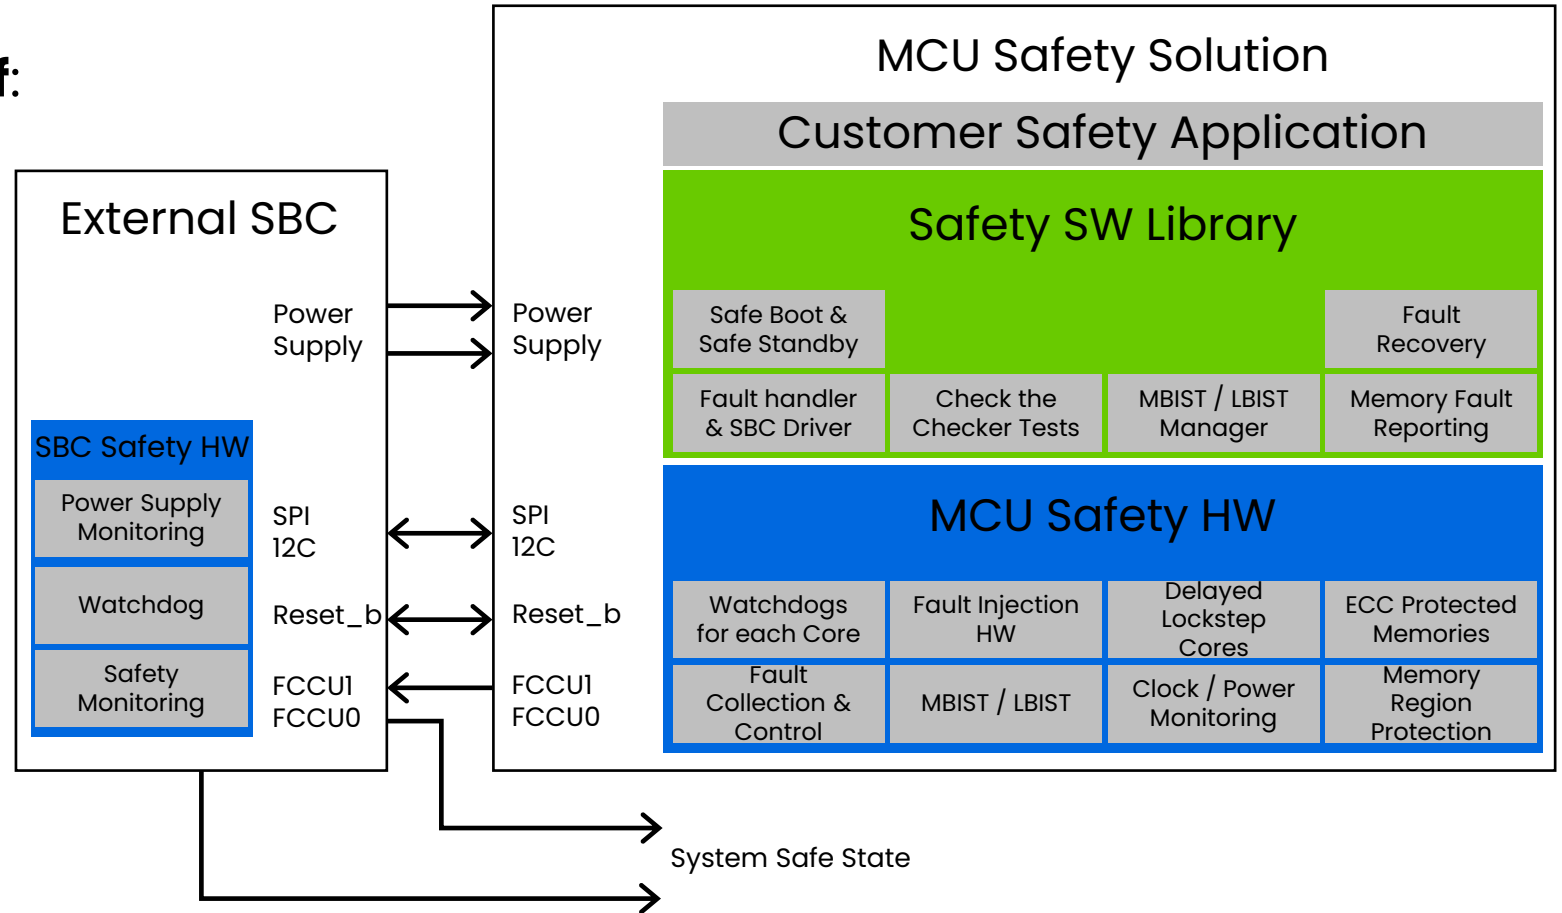 f:
MCU Safety Solution
Customer Safety Application
Safety SW Library
Safe Boot &
Safe Standby
Fault
Recovery
Fault handler
& SBC Driver
Check the
Checker Tests
MBIST / LBIST
Manager
Memory Fault
Reporting
MCU Safety HW
Watchdogs
for each Core
Fault Injection
HW
Delayed
Lockstep
Cores
ECC Protected
Memories
Fault
Collection &
Control
MBIST / LBIST
Clock / Power
Monitoring
Memory
Region
Protection
External SBC
Power
Supply
Power
Supply
SBC Safety HW
Power Supply
Monitoring
Watchdog
Safety
Monitoring
SPI
12C
SPI
12C
Reset_b
Reset_b
FCCU1
FCCU0
FCCU1
FCCU0
System Safe State